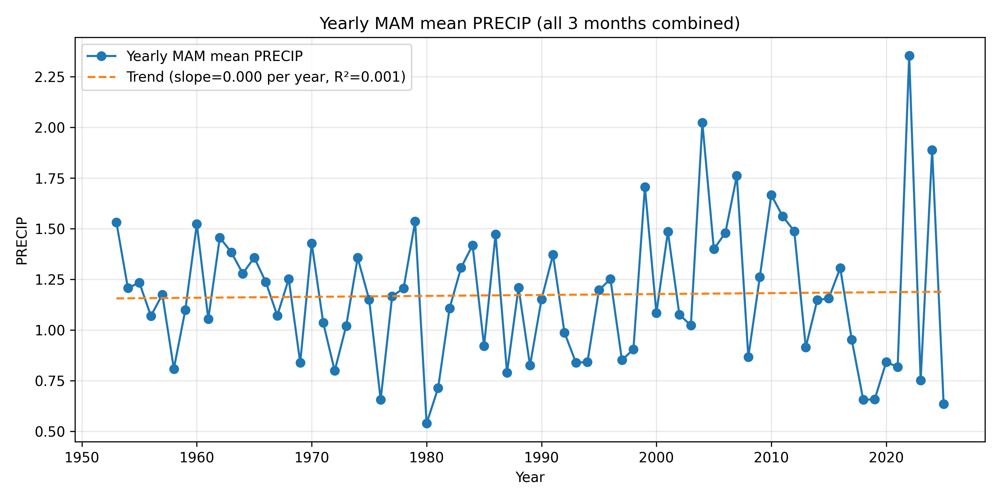 Yearly MAM mean PRECIP (all 3 months combined)
Yearly MAM mean PRECIP
Trend (slope=0.000 per year, R²=0.001)
PRECIP
2.25
2.00
1.75
1.50
1.25
1.00
0.75
0.50
1950 1960 1970 1980 1990 2000 2010 2020
Year